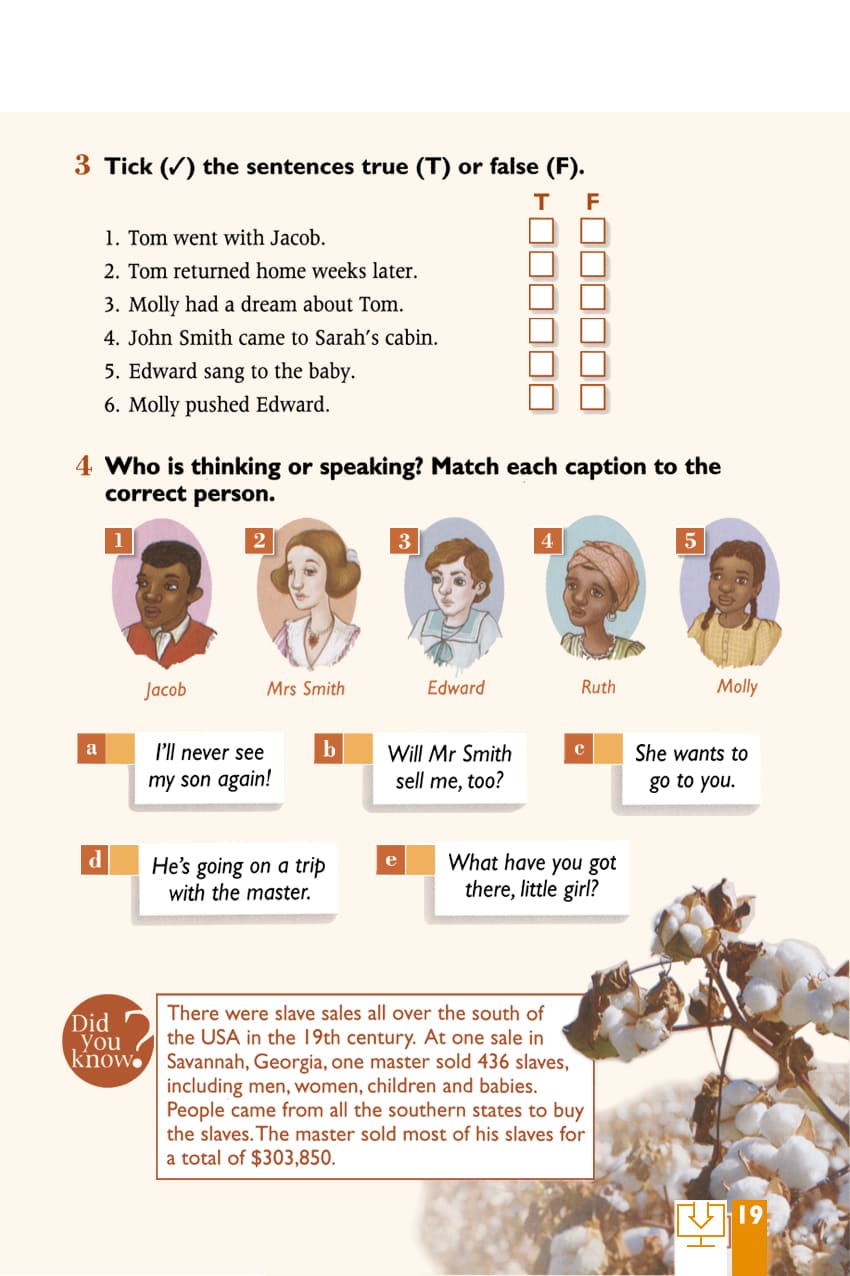 3 Tick (✓) the sentences true (T) or false (F).
T F
1. Tom went with Jacob.
2. Tom returned home weeks later.
3. Molly had a dream about Tom.
4. John Smith came to Sarah's cabin.
5. Edward sang to the baby.
6. Molly pushed Edward.
4 Who is thinking or speaking? Match each caption to the
correct person.
1 2 3 4 5
Jacob Mrs Smith Edward Ruth Molly
a I'll never see
my son again!
b Will Mr Smith
sell me, too?
c She wants to
go to you.
d He's going on a trip
with the master.
e What have you got
there, little girl?
Did
you
know?
There were slave sales all over the south of
the USA in the 19th century. At one sale in
Savannah, Georgia, one master sold 436 slaves,
including men, women, children and babies.
People came from all the southern states to buy
the slaves. The master sold most of his slaves for
a total of $303,850.
19